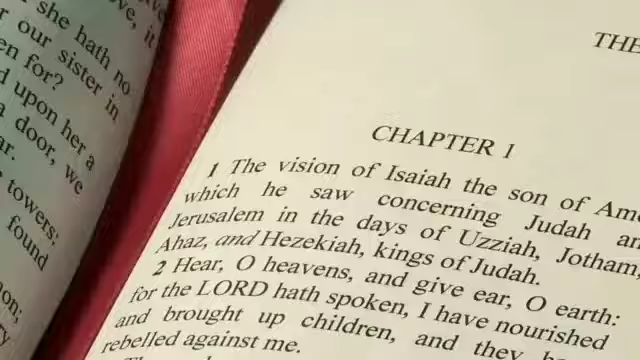 she hath no
our sister in
for?
upon her a
door, we
towers:
found
THE
CHAPTER 1
1 The vision of Isaiah the son of
which he saw concerning Judah
Jerusalem in the days of Uzziah, Jotham,
Ahaz, and Hezekiah, kings of Judah.
2 Hear, O heavens, and give ear, O earth:
for the LORD hath spoken, I have nourished
and brought up children, and they
rebelled against me.